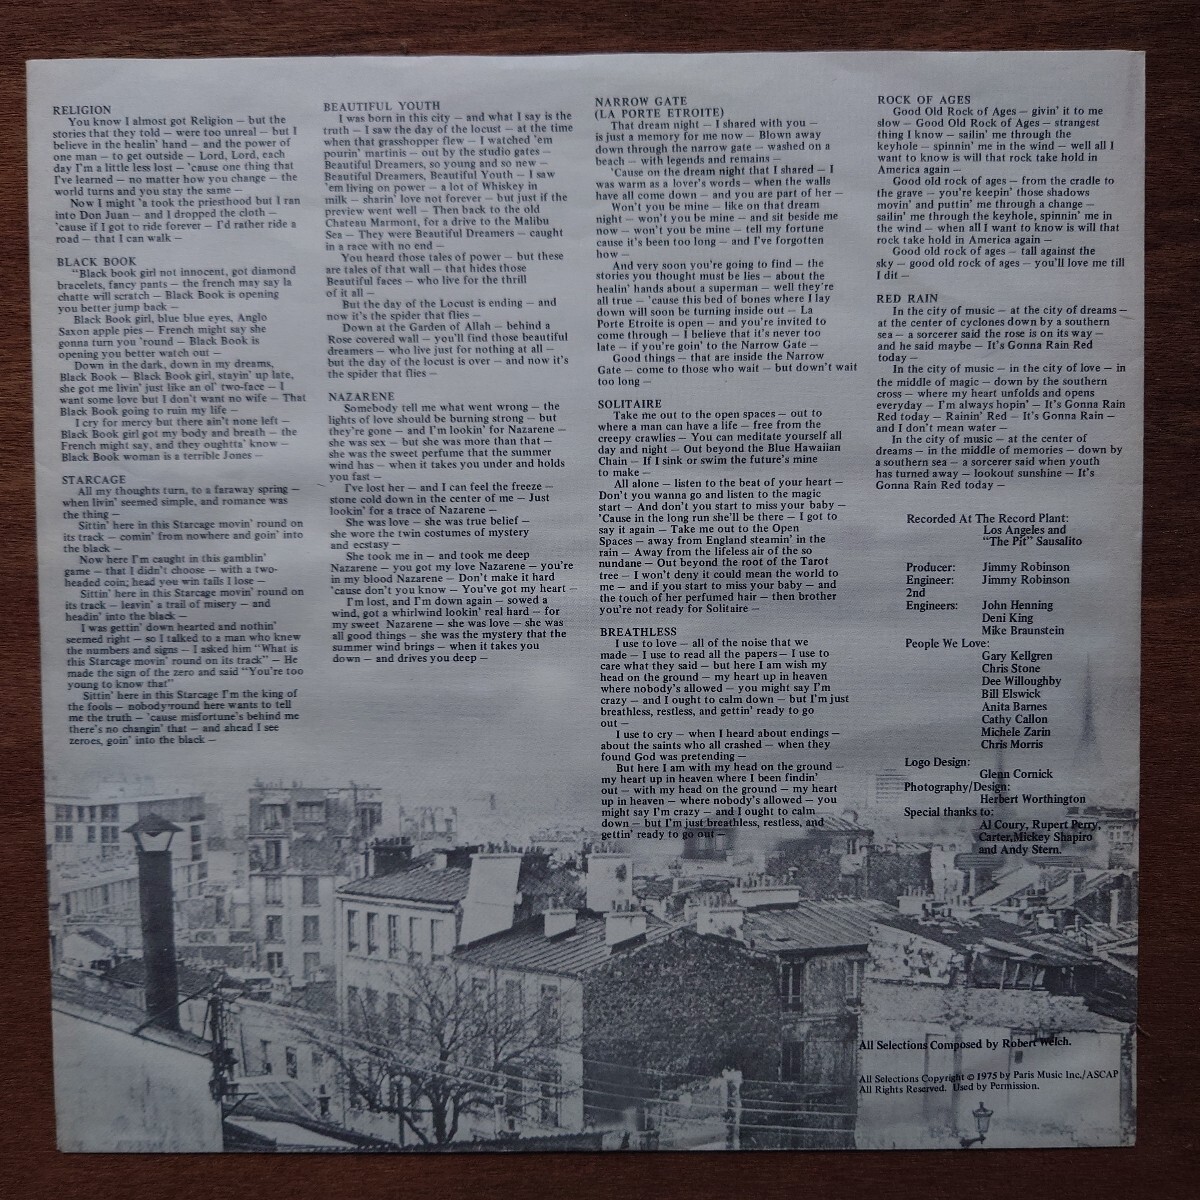 RELIGION
You know I almost got Religion — but the
stories that they told — were too unreal — but I
believe in the healin' hand — and the power of
one man — to get outside — Lord, Lord, each
day I'm a little less lost — 'cause one thing that
I've learned — no matter how you change — the
world turns and you stay the same —
Now I might 'a took the priesthood but I ran
into Don Juan — and I dropped the cloth —
'cause if I got to ride forever — I'd rather ride a
road — that I can walk —
BLACK BOOK
"Black book girl not innocent, got diamond
bracelets, fancy pants — the french may say la
chatte will scratch — Black Book is opening
you better jump back —
Black Book girl, blue blue eyes, Anglo
Saxon apple pies — French might say she
gonna turn you 'round — Black Book is
opening you better watch out —
Down in the dark, down in my dreams,
Black Book — Black Book girl, stayin' up late,
she got me livin' just like an ol' two-face — I
want some love but I don't want no wife — That
Black Book going to ruin my life —
I cry for mercy but there ain't none left —
Black Book girl got my body and breath — the
French might say, and they oughtta' know —
Black Book woman is a terrible Jones —
STARCAGE
All my thoughts turn, to a faraway spring —
when livin' seemed simple, and romance was
the thing —
Sittin' here in this Starcage movin' round on
its track — comin' from nowhere and goin' into
the black —
Now here I'm caught in this gamblin'
game — that I didn't choose — with a two-
headed coin; head you win tails I lose —
Sittin' here in this Starcage movin' round on
its track — leavin' a trail of misery — and
headin' into the black —
I was gettin' down hearted and nothin'
seemed right — so I talked to a man who knew
the numbers and signs — I asked him "What is
this Starcage movin' round on its track" — He
made the sign of the zero and said "You're too
young to know that"
Sittin' here in this Starcage I'm the king of
the fools — nobody 'round here wants to tell
me the truth — 'cause misfortune's behind me
there's no changin' that — and ahead I see
zeroes, goin' into the black —
BEAUTIFUL YOUTH
I was born in this city — and what I say is the
truth — I saw the day of the locust — at the time
when that grasshopper flew — I watched 'em
pourin' martinis — out by the studio gates —
Beautiful Dreamers, so young and so new —
Beautiful Dreamers, Beautiful Youth — I saw
'em living on power — a lot of Whiskey in
milk — sharin' love not forever — but just if the
preview went well — Then back to the old
Chateau Marmont, for a drive to the Malibu
Sea — They were Beautiful Dreamers — caught
in a race with no end —
You heard those tales of power — but these
are tales of that wall — that hides those
Beautiful faces — who live for the thrill
of it all —
But the day of the Locust is ending — and
now it's the spider that flies —
Down at the Garden of Allah — behind a
Rose covered wall — you'll find those beautiful
dreamers — who live just for nothing at all —
but the day of the locust is over — and now it's
the spider that flies —
NAZARENE
Somebody tell me what went wrong — the
lights of love should be burning strong — but
they're gone — and I'm lookin' for Nazarene —
she was sex — but she was more than that —
she was the sweet perfume that the summer
wind has — when it takes you under and holds
you fast —
I've lost her — and I can feel the freeze —
stone cold down in the center of me — Just
lookin' for a trace of Nazarene —
She was love — she was true belief —
she wore the twin costumes of mystery
and ecstasy —
She took me in — and took me deep
Nazarene — you got my love Nazarene — you're
in my blood Nazarene — Don't make it hard
'cause don't you know — You've got my heart —
I'm lost, and I'm down again — sowed a
wind, got a whirlwind lookin' real hard — for
my sweet Nazarene — she was love — she was
all good things — she was the mystery that the
summer wind brings — when it takes you
down — and drives you deep —
NARROW GATE
(LA PORTE ETROITE)
That dream night — I shared with you —
is just a memory for me now — Blown away
down through the narrow gate — washed on a
beach — with legends and remains —
'Cause on the dream night that I shared — I
was warm as a lover's words — when the walls
have all come down — and you are part of her —
Won't you be mine — like on that dream
night — won't you be mine — and sit beside me
now — won't you be mine — tell my fortune
cause it's been too long — and I've forgotten
how —
And very soon you're going to find — the
stories you thought must be lies — about the
healin' hands about a superman — well they're
all true — 'cause this bed of bones where I lay
down will soon be turning inside out — La
Porte Etroite is open — and you're invited to
come through — I believe that it's never too
late — if you're goin' to the Narrow Gate —
Good things — that are inside the Narrow
Gate — come to those who wait — but down't wait
too long —
SOLITAIRE
Take me out to the open spaces — out to
where a man can have a life — free from the
creepy crawlies — You can meditate yourself all
day and night — Out beyond the Blue Hawaiian
Chain — If I sink or swim the future's mine
to make —
All alone — listen to the beat of your heart —
Don't you wanna go and listen to the magic
start — And don't you start to miss your baby —
'Cause in the long run she'll be there — I got to
say it again — Take me out to the Open
Spaces — away from England steamin' in the
rain — Away from the lifeless air of the so
nundane — Out beyond the root of the Tarot
tree — I won't deny it could mean the world to
me — and if you start to miss your baby — and
the touch of her perfumed hair — then brother
you're not ready for Solitaire —
BREATHLESS
I use to love — all of the noise that we
made — I use to read all the papers — I use to
care what they said — but here I am wish my
head on the ground — my heart up in heaven
where nobody's allowed — you might say I'm
crazy — and I ought to calm down — but I'm just
breathless, restless, and gettin' ready to go
out —
I use to cry — when I heard about endings —
about the saints who all crashed — when they
found God was pretending —
But here I am with my head on the ground —
my heart up in heaven where I been findin'
out — with my head on the ground — my heart
up in heaven — where nobody's allowed — you
might say I'm crazy — and I ought to calm
down — but I'm just breathless, restless, and
gettin' ready to go out —
ROCK OF AGES
Good Old Rock of Ages — givin' it to me
slow — Good Old Rock of Ages — strangest
thing I know — sailin' me through the
keyhole — spinnin' me in the wind — well all I
want to know is will that rock take hold in
America again —
Good old rock of ages — from the cradle to
the grave — you're keepin' those shadows
movin' and puttin' me through a change —
sailin' me through the keyhole, spinnin' me in
the wind — when all I want to know is will that
rock take hold in America again —
Good old rock of ages — tall against the
sky — good old rock of ages — you'll love me till
I dit —
RED RAIN
In the city of music — at the city of dreams —
at the center of cyclones down by a southern
sea — a sorcerer said the rose is on its way —
and he said maybe — It's Gonna Rain Red
today —
In the city of music — in the city of love — in
the middle of magic — down by the southern
cross — where my heart unfolds and opens
everyday — I'm always hopin' — It's Gonna Rain
Red today — Rainin' Red — It's Gonna Rain —
and I don't mean water —
In the city of music — at the center of
dreams — in the middle of memories — down by
a southern sea — a sorcerer said when youth
has turned away — lookout sunshine — It's
Gonna Rain Red today —
Recorded At The Record Plant:
Los Angeles and
"The Pit" Sausalito
Producer: Jimmy Robinson
Engineer: Jimmy Robinson
2nd
Engineers: John Henning
Deni King
Mike Braunstein
People We Love:
Gary Kellgren
Chris Stone
Dee Willoughby
Bill Elswick
Anita Barnes
Cathy Callon
Michele Zarin
Chris Morris
Logo Design:
Glenn Cornick
Photography/Design:
Herbert Worthington
Special thanks to:
Al Coury, Rupert Perry,
Carter, Mickey Shapiro
and Andy Stern.
All Selections Composed by Robert Welch.
All Selections Copyright © 1975 by Paris Music Inc./ASCAP
All Rights Reserved. Used by Permission.